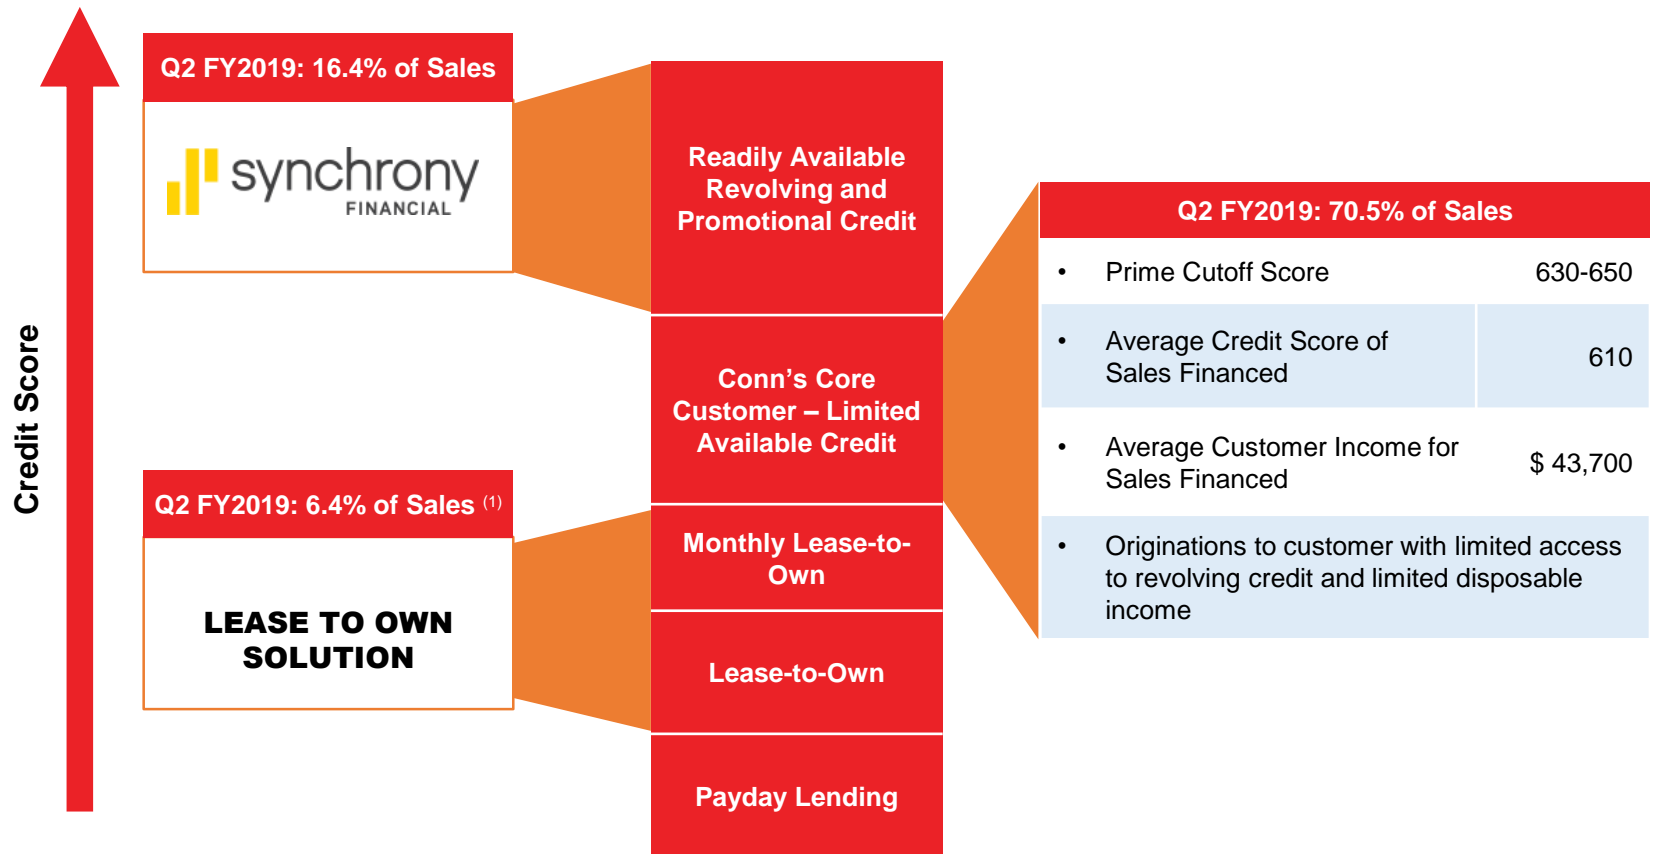 Credit Score
Q2 FY2019: 16.4% of Sales
synchrony
FINANCIAL
Q2 FY2019: 6.4% of Sales (1)
LEASE TO OWN
SOLUTION
Readily Available
Revolving and
Promotional Credit
Conn’s Core
Customer – Limited
Available Credit
Monthly Lease-to-
Own
Lease-to-Own
Payday Lending
Q2 FY2019: 70.5% of Sales
• Prime Cutoff Score 630-650
• Average Credit Score of
Sales Financed 610
• Average Customer Income for
Sales Financed $ 43,700
• Originations to customer with limited access
to revolving credit and limited disposable
income